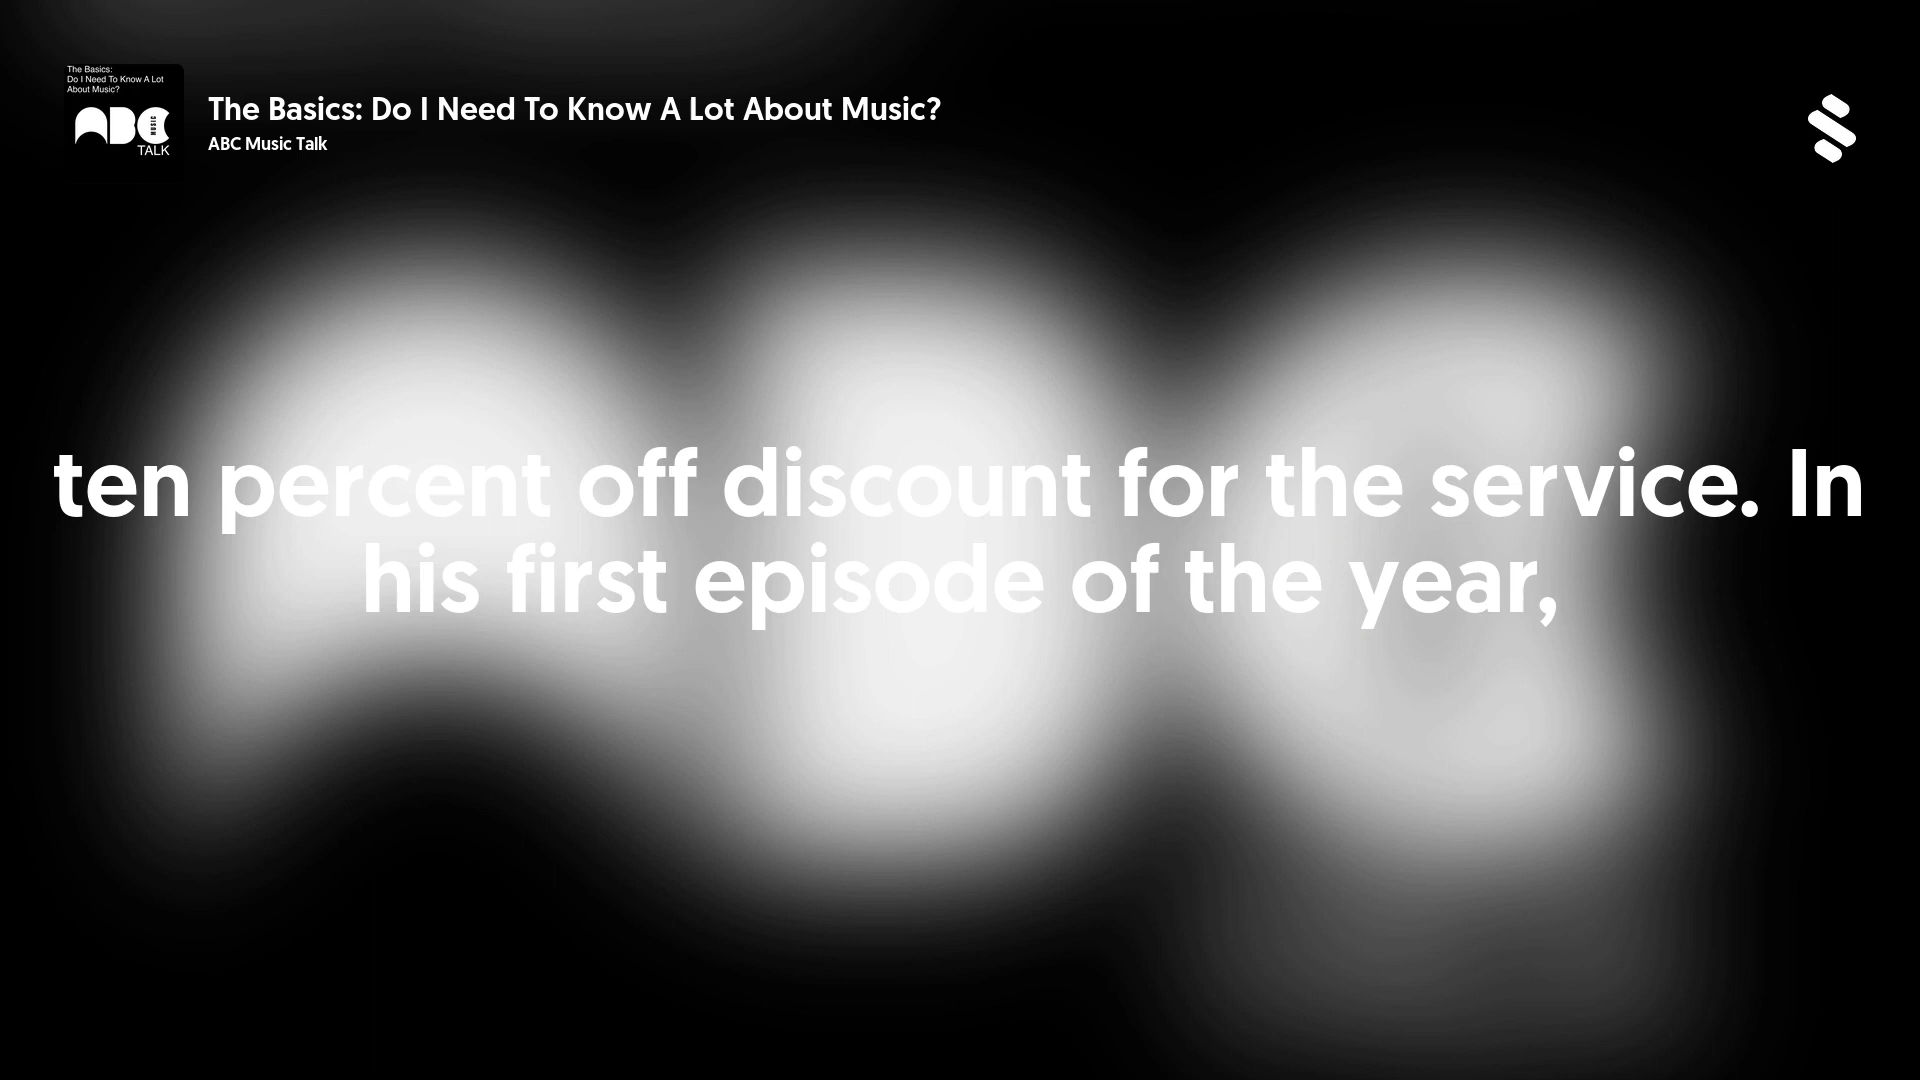 The Basics:
Do I Need To Know A Lot
About Music?
ABC
MUSIC
TALK
The Basics: Do I Need To Know A Lot About Music?
ABC Music Talk
ten percent off discount for the service. In
his first episode of the year,